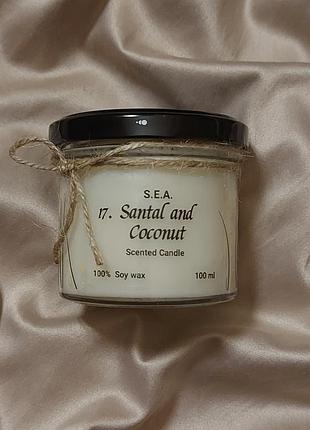 S.E.A.
17. Santal and
Coconut
Scented Candle
100% Soy wax 100 ml